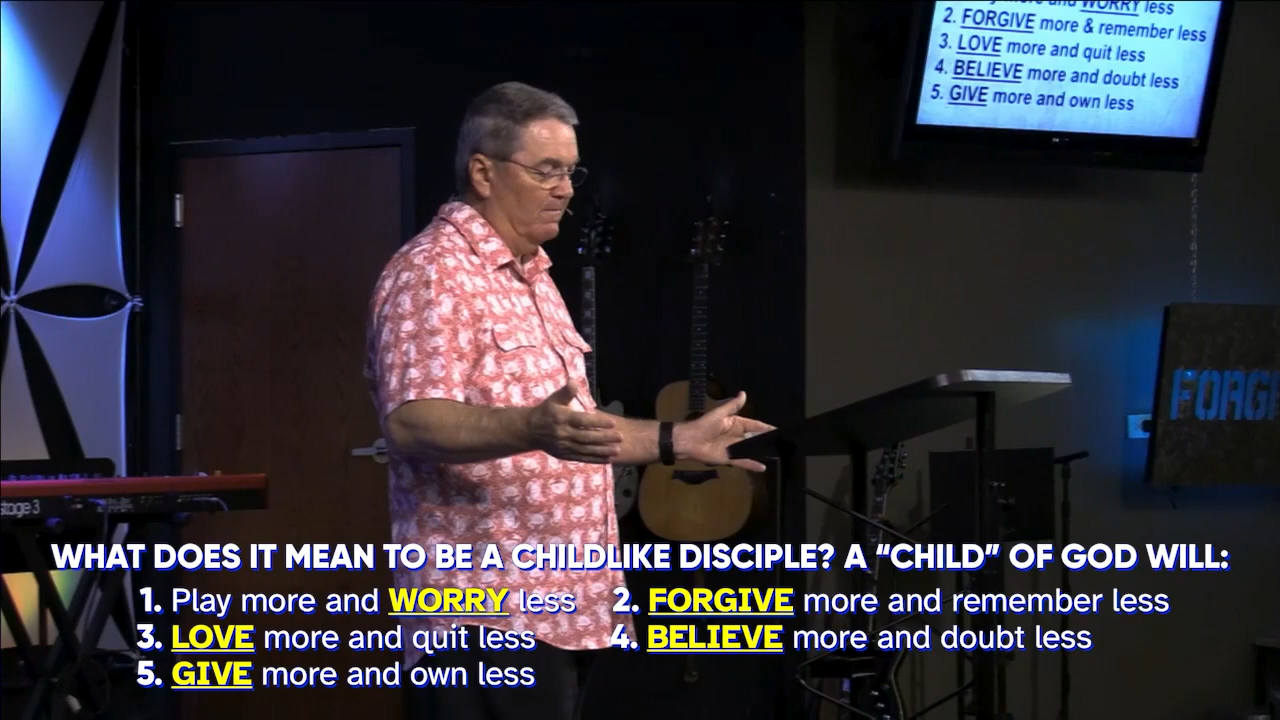 WORRY less
2. FORGIVE more & remember less
3. LOVE more and quit less
4. BELIEVE more and doubt less
5. GIVE more and own less
FORG
stage 3
WHAT DOES IT MEAN TO BE A CHILDLIKE DISCIPLE? A “CHILD” OF GOD WILL:
1. Play more and WORRY less 2. FORGIVE more and remember less
3. LOVE more and quit less 4. BELIEVE more and doubt less
5. GIVE more and own less